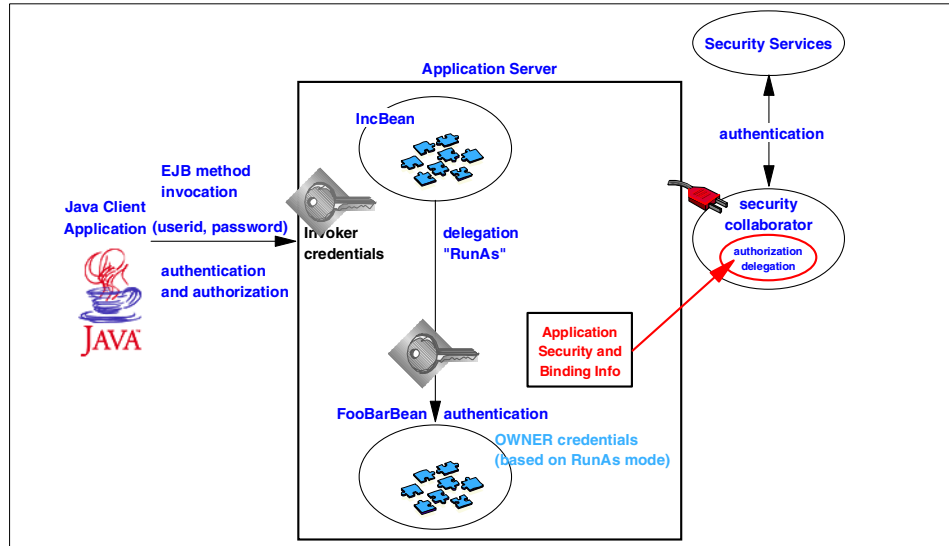 Security Services
Application Server
IncBean
authentication
EJB method
invocation
Java Client
Application
(userid, password)
Invoker
credentials
delegation
"RunAs"
security
collaborator
authorization
delegation
authentication
and authorization
JAVA™
Application
Security and
Binding Info
FooBarBean
authentication
OWNER credentials
(based on RunAs mode)